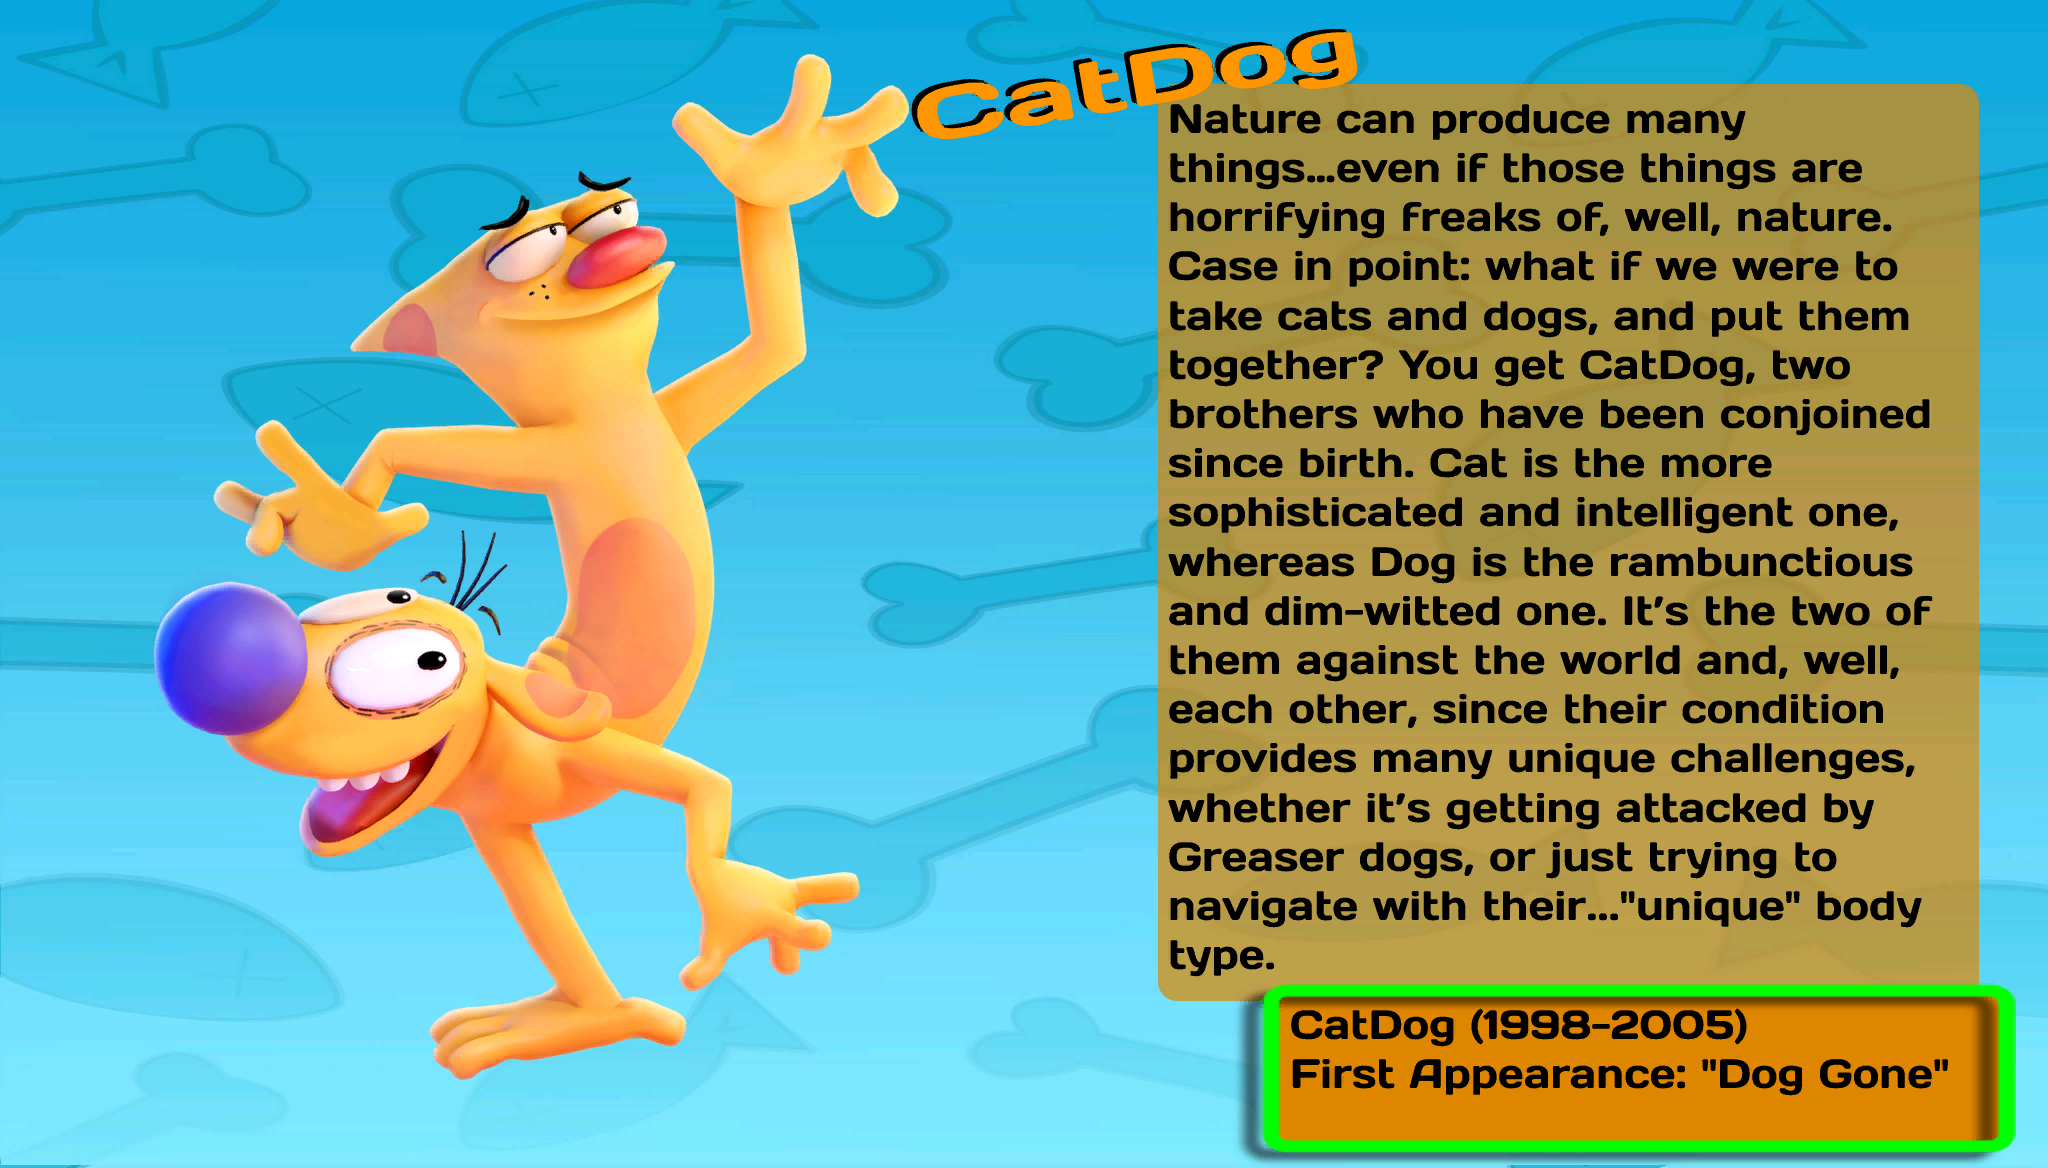 CatDog
Nature can produce many
things...even if those things are
horrifying freaks of, well, nature.
Case in point: what if we were to
take cats and dogs, and put them
together? You get CatDog, two
brothers who have been conjoined
since birth. Cat is the more
sophisticated and intelligent one,
whereas Dog is the rambunctious
and dim-witted one. It's the two of
them against the world and, well,
each other, since their condition
provides many unique challenges,
whether it's getting attacked by
Greaser dogs, or just trying to
navigate with their..."unique" body
type.
CatDog (1998-2005)
First Appearance: "Dog Gone"